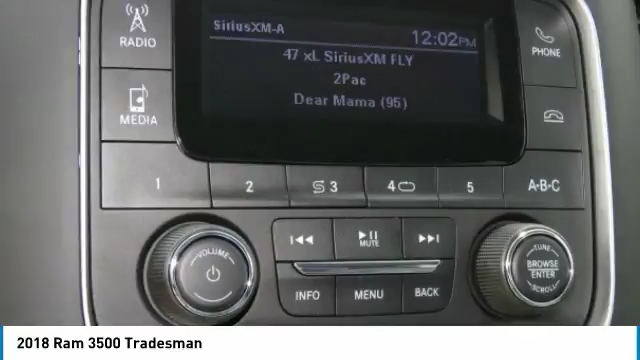 RADIO
SiriusXM-A
12:02PM
PHONE
47 xL SiriusXM FLY
2Pac
Dear Mama (95)
MEDIA
1
2
3
4
5
A-B-C
VOLUME
MUTE
TUNE
BROWSE
ENTER
SCROLL
INFO
MENU
BACK
2018 Ram 3500 Tradesman